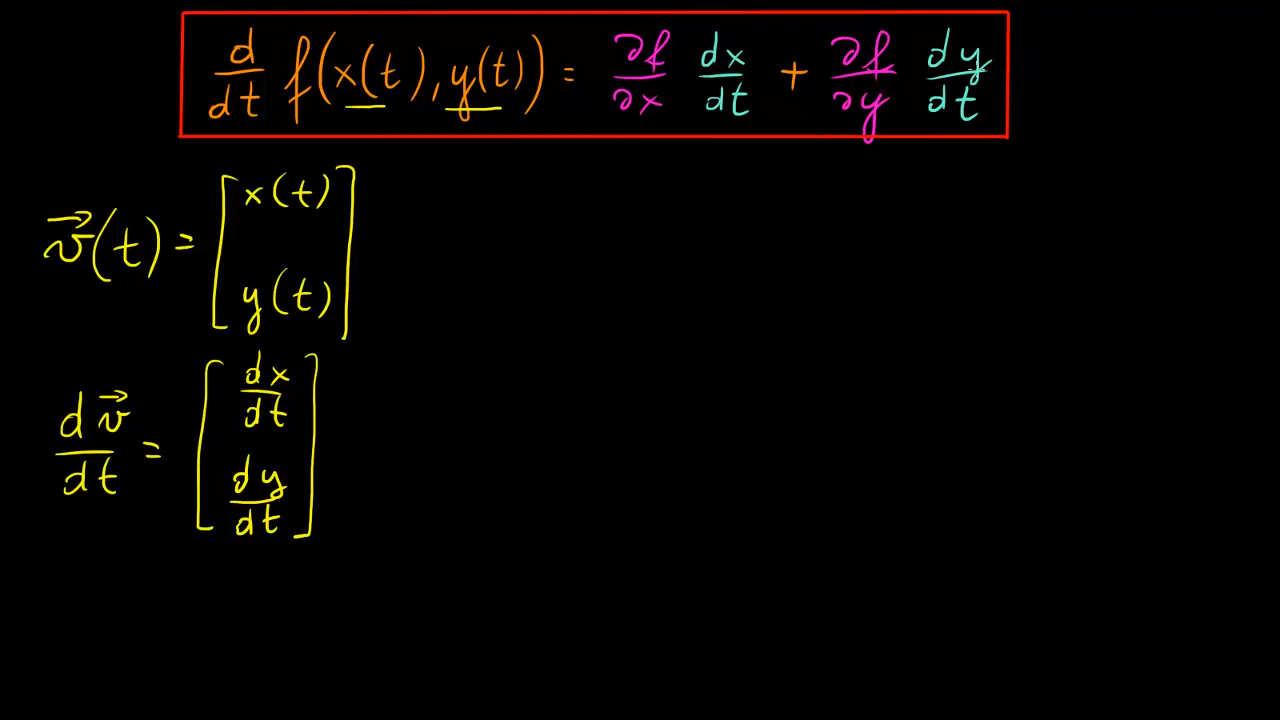 d/dt f(x(t), y(t)) = ∂f/∂x dx/dt + ∂f/∂y dy/dt
v⃗(t) = [x(t) y(t)]
dv⃗/dt = [dx/dt dy/dt]